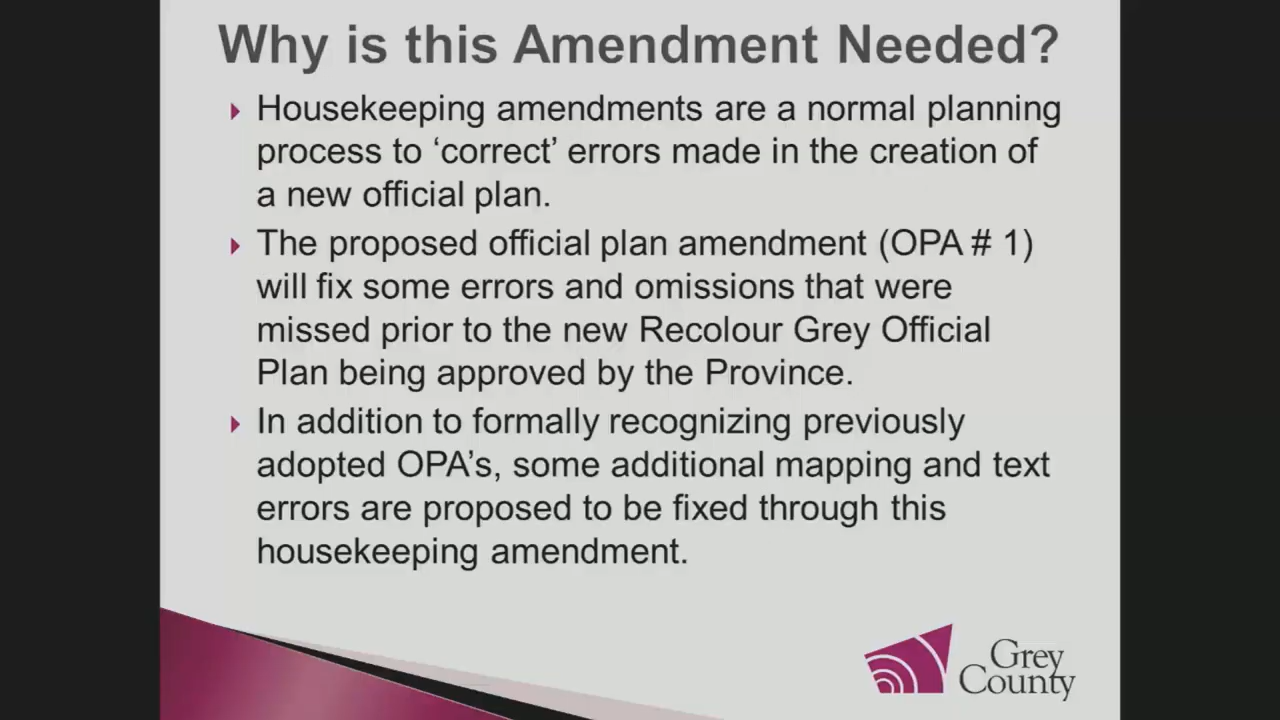 Why is this Amendment Needed?
Housekeeping amendments are a normal planning
process to ‘correct’ errors made in the creation of
a new official plan.
The proposed official plan amendment (OPA # 1)
will fix some errors and omissions that were
missed prior to the new Recolour Grey Official
Plan being approved by the Province.
In addition to formally recognizing previously
adopted OPA’s, some additional mapping and text
errors are proposed to be fixed through this
housekeeping amendment.
Grey
County